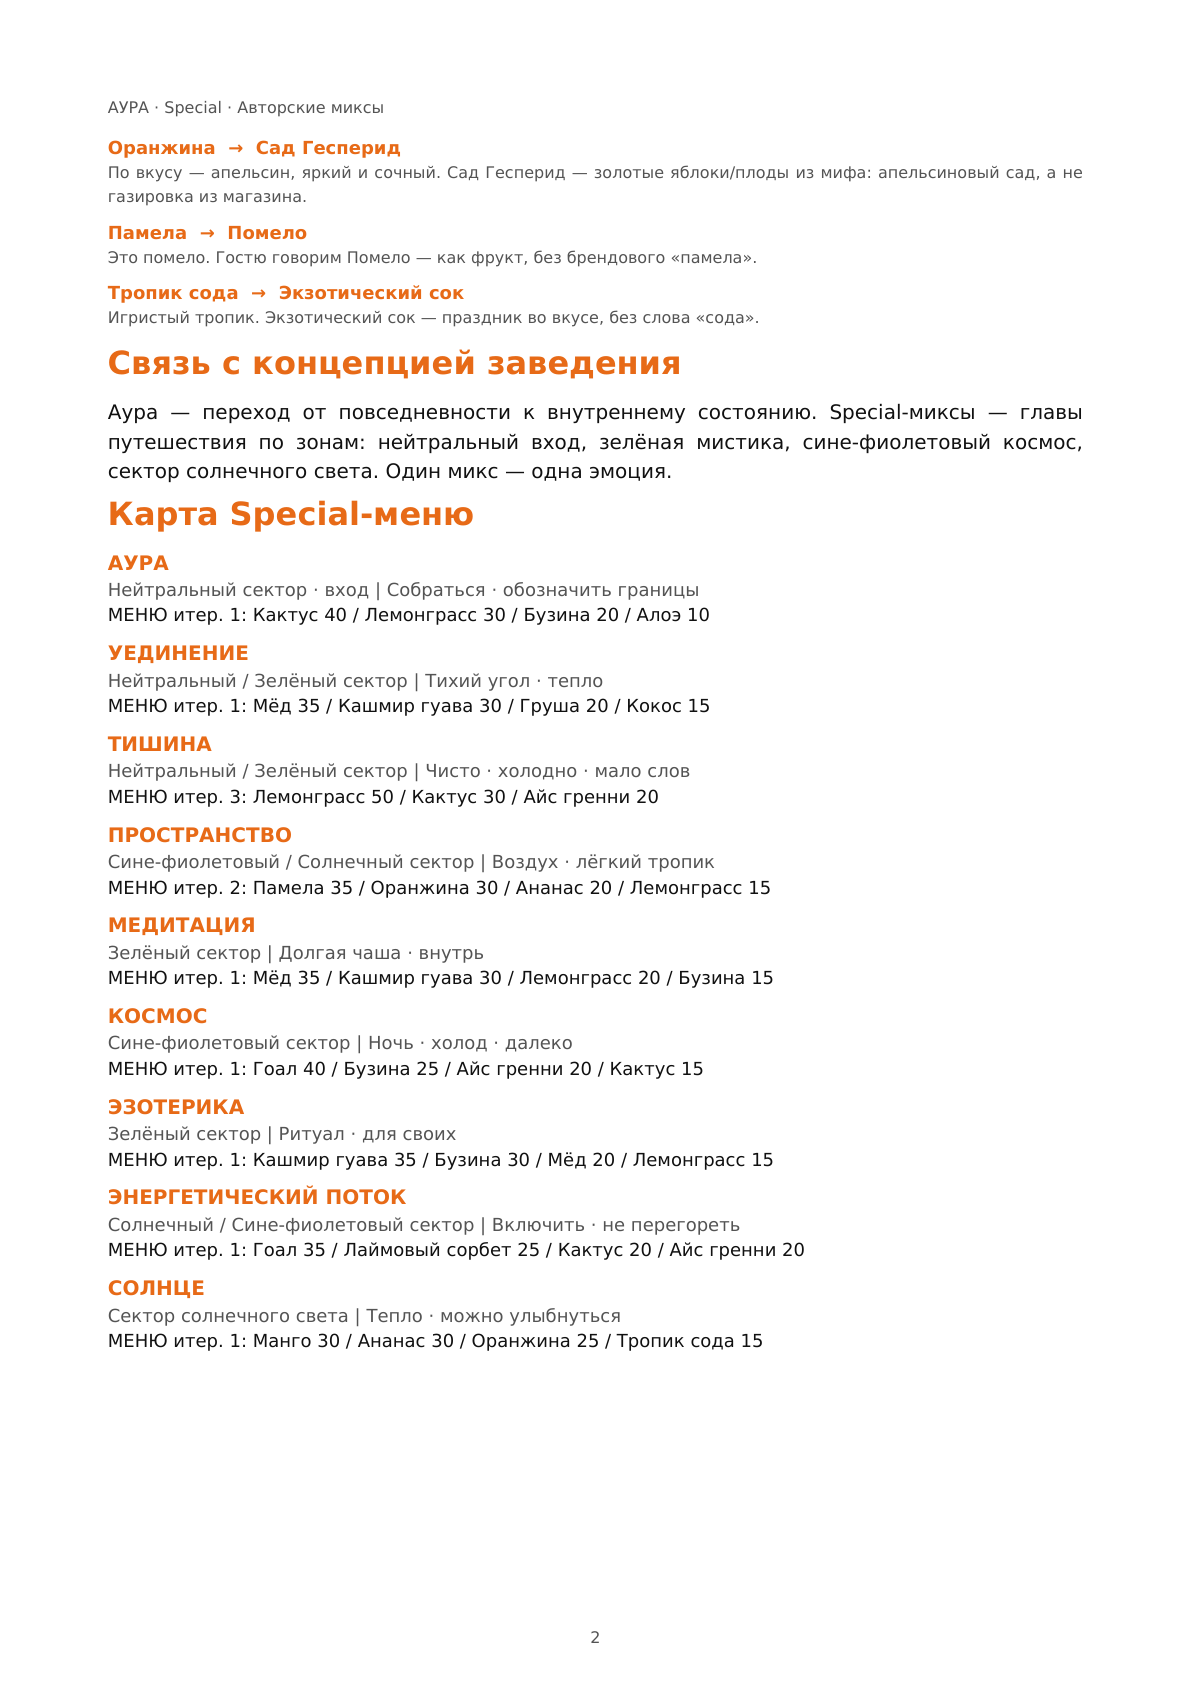 АУРА · Special · Авторские миксы
Оранжина → Сад Гесперид
По вкусу — апельсин, яркий и сочный. Сад Гесперид — золотые яблоки/плоды из мифа: апельсиновый сад, а не
газировка из магазина.
Памела → Помело
Это помело. Гостю говорим Помело — как фрукт, без брендового «памела».
Тропик сода → Экзотический сок
Игристый тропик. Экзотический сок — праздник во вкусе, без слова «сода».
Связь с концепцией заведения
Аура — переход от повседневности к внутреннему состоянию. Special-миксы — главы
путешествия по зонам: нейтральный вход, зелёная мистика, сине-фиолетовый космос,
сектор солнечного света. Один микс — одна эмоция.
Карта Special-меню
АУРА
Нейтральный сектор · вход | Собраться · обозначить границы
МЕНЮ итер. 1: Кактус 40 / Лемонграсс 30 / Бузина 20 / Алоэ 10
УЕДИНЕНИЕ
Нейтральный / Зелёный сектор | Тихий угол · тепло
МЕНЮ итер. 1: Мёд 35 / Кашмир гуава 30 / Груша 20 / Кокос 15
ТИШИНА
Нейтральный / Зелёный сектор | Чисто · холодно · мало слов
МЕНЮ итер. 3: Лемонграсс 50 / Кактус 30 / Айс гренни 20
ПРОСТРАНСТВО
Сине-фиолетовый / Солнечный сектор | Воздух · лёгкий тропик
МЕНЮ итер. 2: Памела 35 / Оранжина 30 / Ананас 20 / Лемонграсс 15
МЕДИТАЦИЯ
Зелёный сектор | Долгая чаша · внутрь
МЕНЮ итер. 1: Мёд 35 / Кашмир гуава 30 / Лемонграсс 20 / Бузина 15
КОСМОС
Сине-фиолетовый сектор | Ночь · холод · далеко
МЕНЮ итер. 1: Гоал 40 / Бузина 25 / Айс гренни 20 / Кактус 15
ЭЗОТЕРИКА
Зелёный сектор | Ритуал · для своих
МЕНЮ итер. 1: Кашмир гуава 35 / Бузина 30 / Мёд 20 / Лемонграсс 15
ЭНЕРГЕТИЧЕСКИЙ ПОТОК
Солнечный / Сине-фиолетовый сектор | Включить · не перегореть
МЕНЮ итер. 1: Гоал 35 / Лаймовый сорбет 25 / Кактус 20 / Айс гренни 20
СОЛНЦЕ
Сектор солнечного света | Тепло · можно улыбнуться
МЕНЮ итер. 1: Манго 30 / Ананас 30 / Оранжина 25 / Тропик сода 15
2